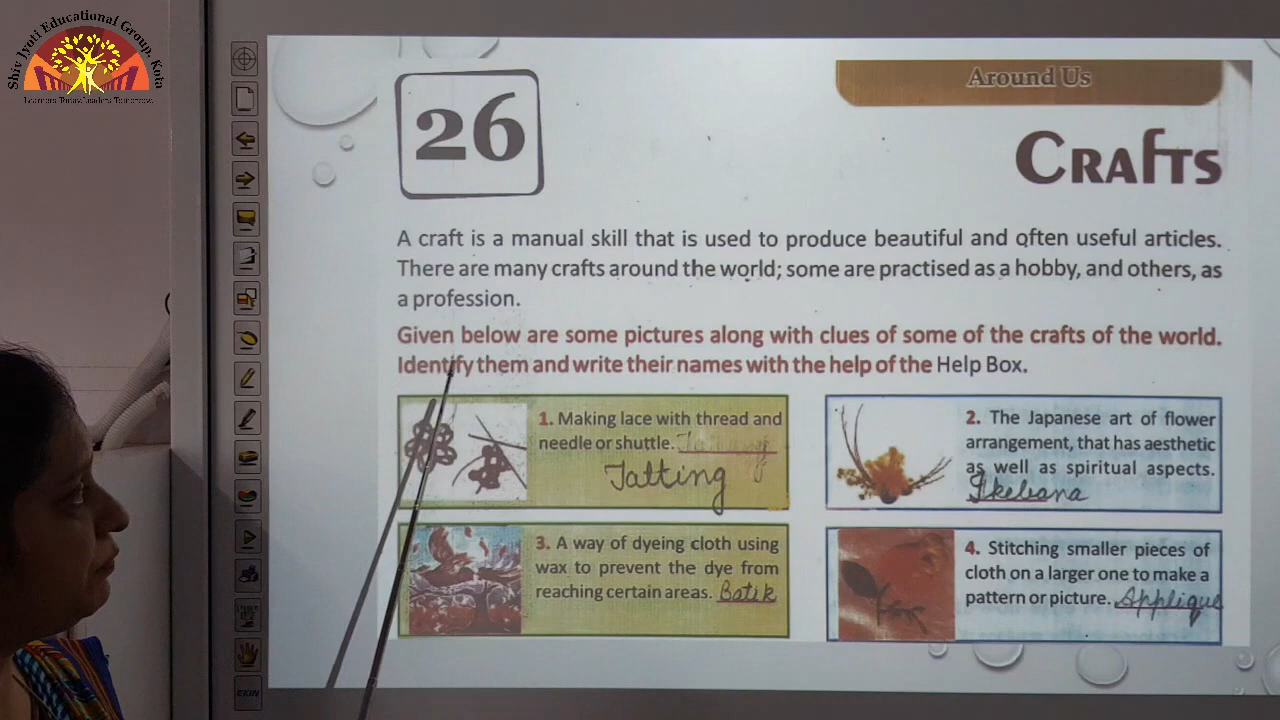 Shiv Jyoti Educational Group, Kota
Learners Today, Leaders Tomorrow.
26
Around Us
CRAFTS
A craft is a manual skill that is used to produce beautiful and often useful articles.
There are many crafts around the world; some are practised as a hobby, and others, as
a profession.
Given below are some pictures along with clues of some of the crafts of the world.
Identify them and write their names with the help of the Help Box.
1. Making lace with thread and
needle or shuttle.
Tatting
2. The Japanese art of flower
arrangement, that has aesthetic
as well as spiritual aspects.
Ikebana
3. A way of dyeing cloth using
wax to prevent the dye from
reaching certain areas. Batik
4. Stitching smaller pieces of
cloth on a larger one to make a
pattern or picture. Applique